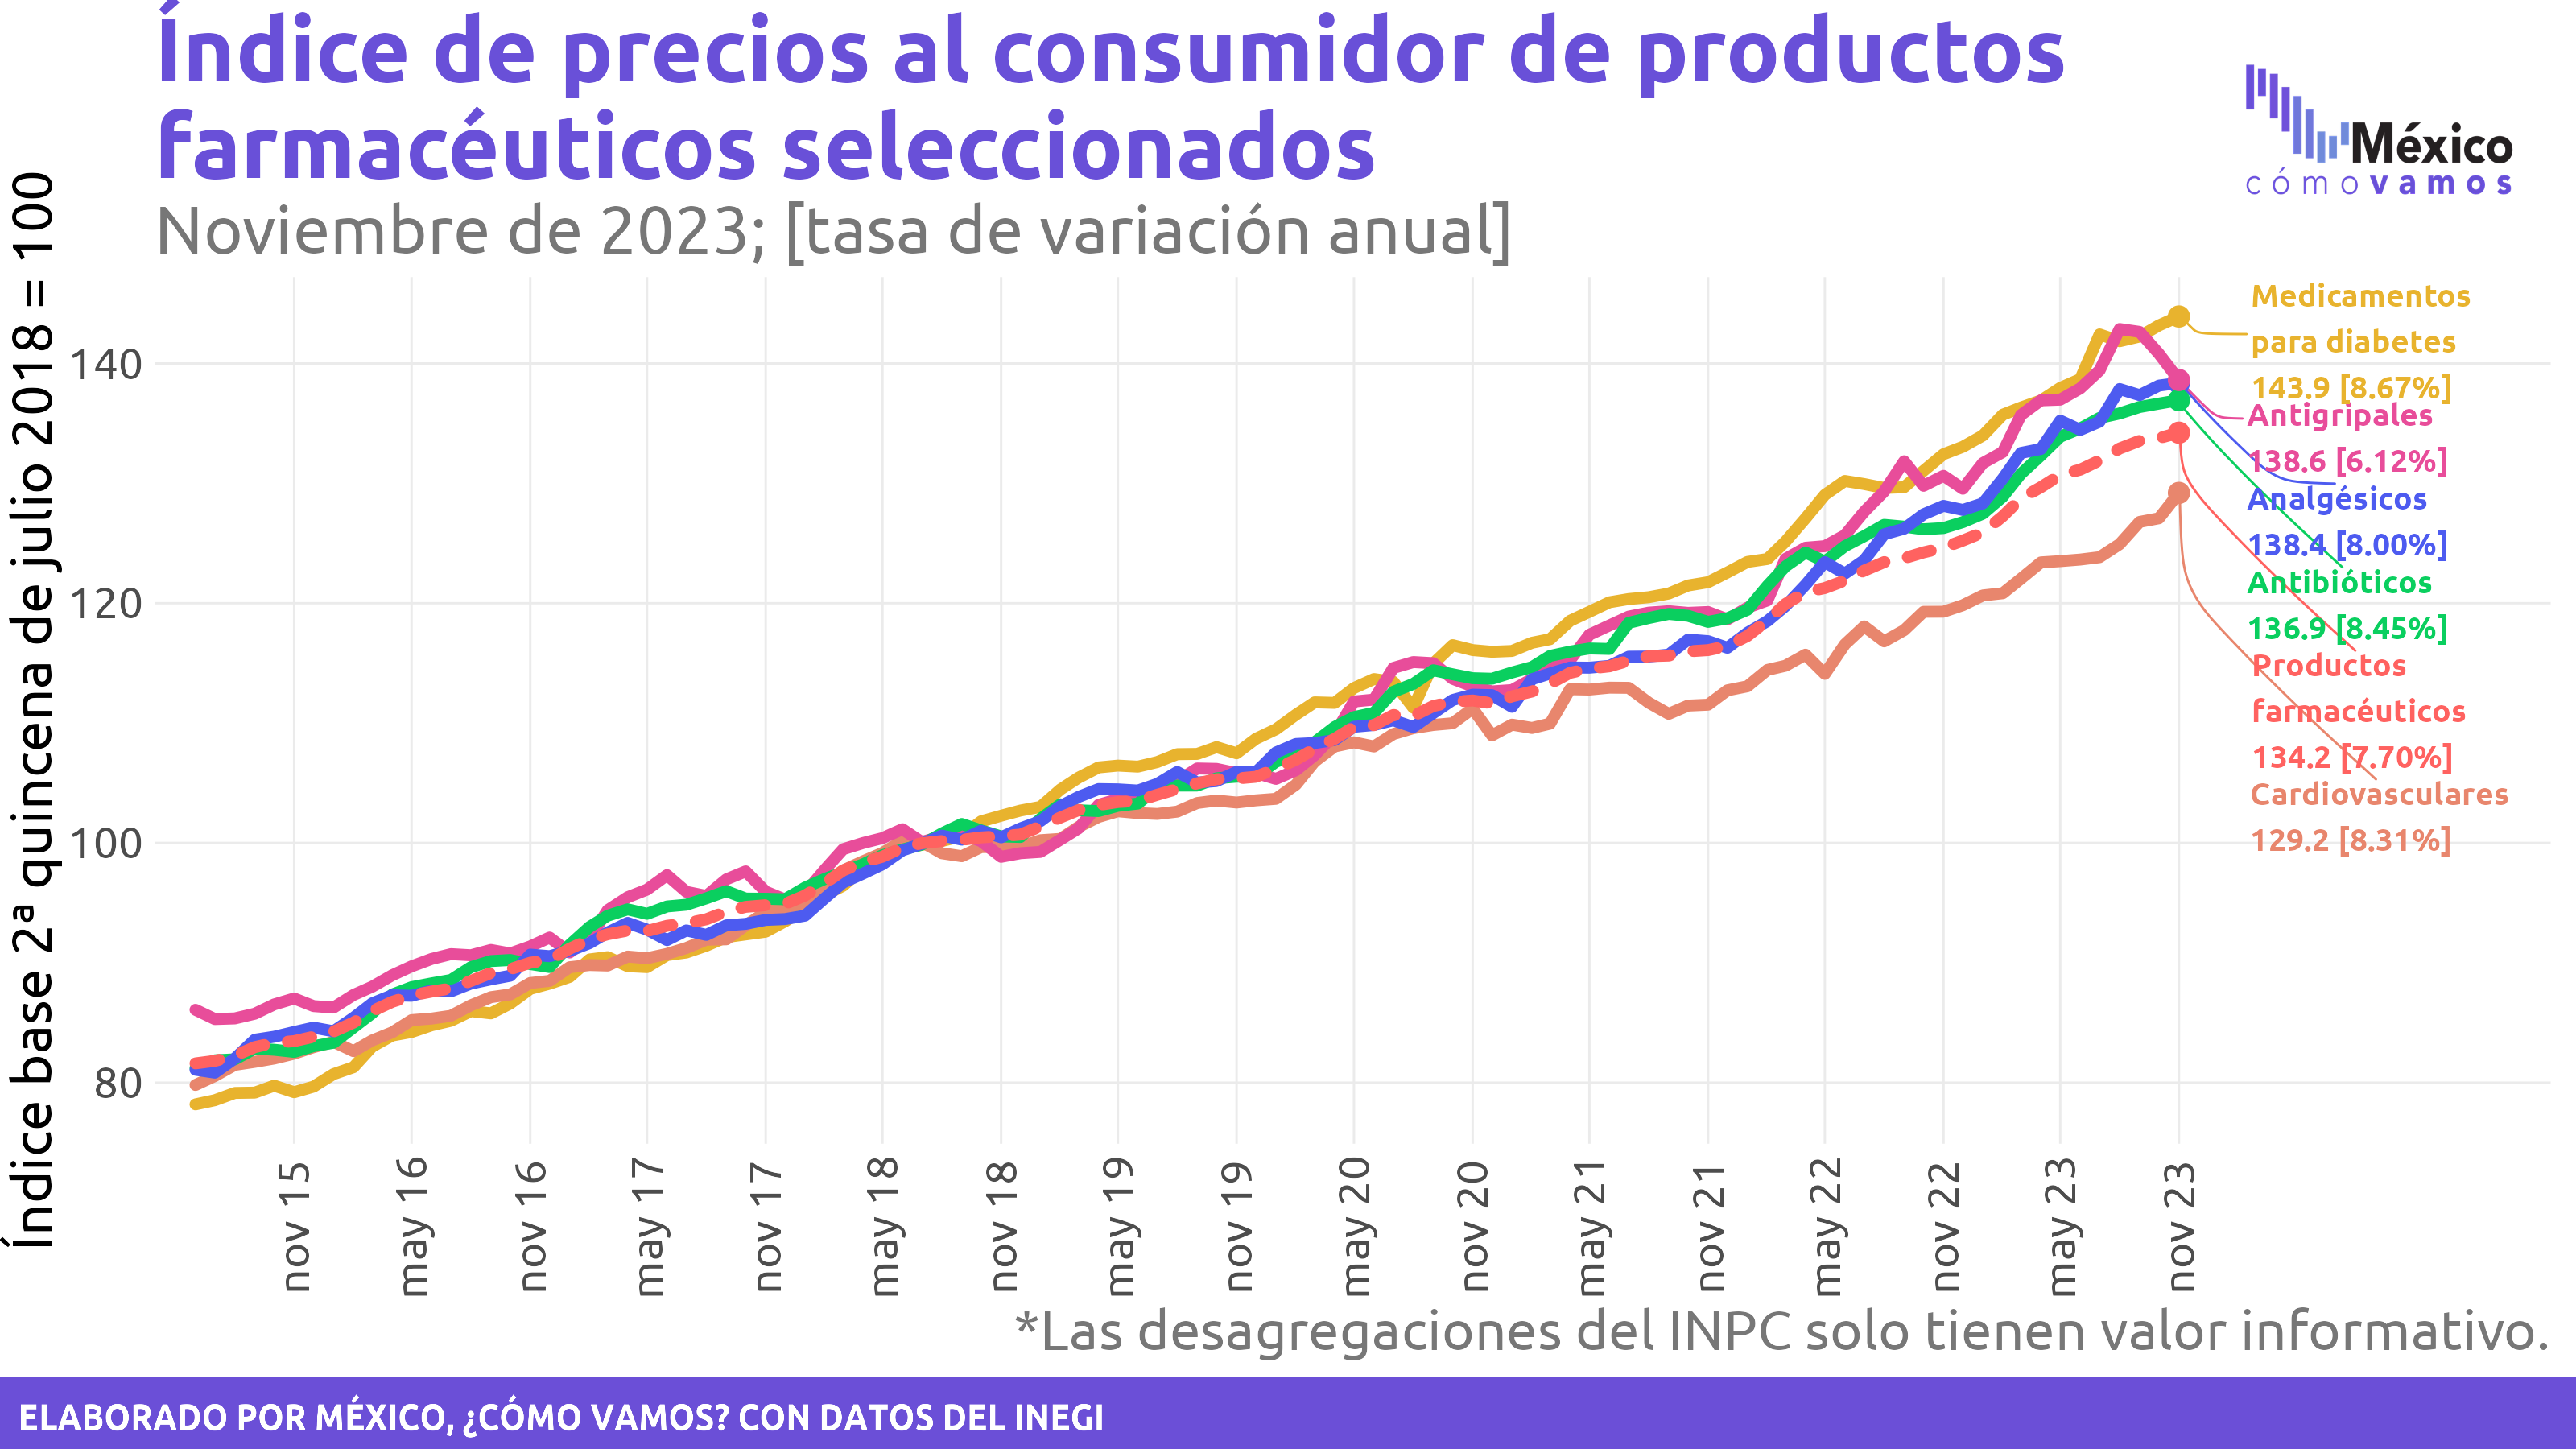 Índice de precios al consumidor de productos
farmacéuticos seleccionados
Noviembre de 2023; [tasa de variación anual]
México
cómo vamos
Índice base 2ª quincena de julio 2018 = 100
140
120
100
80
Medicamentos
para diabetes
143.9 [8.67%]
Antigripales
138.6 [6.12%]
Analgésicos
138.4 [8.00%]
Antibióticos
136.9 [8.45%]
Productos
farmacéuticos
134.2 [7.70%]
Cardiovasculares
129.2 [8.31%]
nov 15
may 16
nov 16
may 17
nov 17
may 18
nov 18
may 19
nov 19
may 20
nov 20
may 21
nov 21
may 22
nov 22
may 23
nov 23
*Las desagregaciones del INPC solo tienen valor informativo.
ELABORADO POR MÉXICO, ¿CÓMO VAMOS? CON DATOS DEL INEGI